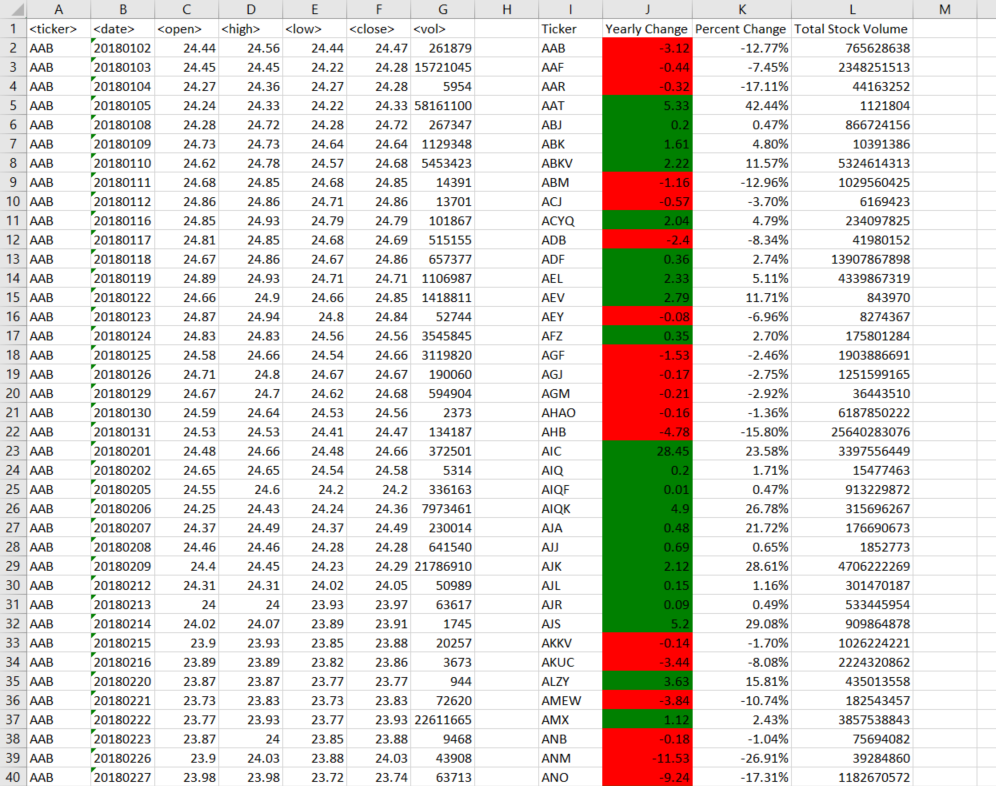 A B C D E F G H I J K L M
1 <ticker> <date> <open> <high> <low> <close> <vol> Ticker Yearly Change Percent Change Total Stock Volume
2 AAB 20180102 24.44 24.56 24.44 24.47 261879 AAB -3.12 -12.77% 765628638
3 AAB 20180103 24.45 24.45 24.22 24.28 15721045 AAF -0.44 -7.45% 2348251513
4 AAB 20180104 24.27 24.36 24.27 24.28 5954 AAR -0.32 -17.11% 44163252
5 AAB 20180105 24.24 24.33 24.22 24.33 58161100 AAT 5.33 42.44% 1121804
6 AAB 20180108 24.28 24.72 24.28 24.72 267347 ABJ 0.2 0.47% 866724156
7 AAB 20180109 24.73 24.73 24.64 24.64 1129348 ABK 1.61 4.80% 10391386
8 AAB 20180110 24.62 24.78 24.57 24.68 5453423 ABKV 2.22 11.57% 5324614313
9 AAB 20180111 24.68 24.85 24.68 24.85 14391 ABM -1.16 -12.96% 1029560425
10 AAB 20180112 24.86 24.86 24.71 24.86 13701 ACJ -0.57 -3.70% 6169423
11 AAB 20180116 24.85 24.93 24.79 24.79 101867 ACYQ 2.04 4.79% 234097825
12 AAB 20180117 24.81 24.85 24.68 24.69 515155 ADB -2.4 -8.34% 41980152
13 AAB 20180118 24.67 24.86 24.67 24.86 657377 ADF 0.36 2.74% 13907867898
14 AAB 20180119 24.89 24.93 24.71 24.71 1106987 AEL 2.33 5.11% 4339867319
15 AAB 20180122 24.66 24.9 24.66 24.85 1418811 AEV 2.79 11.71% 843970
16 AAB 20180123 24.87 24.94 24.8 24.84 52744 AEY -0.08 -6.96% 8274367
17 AAB 20180124 24.83 24.83 24.56 24.56 3545845 AFZ 0.35 2.70% 175801284
18 AAB 20180125 24.58 24.66 24.54 24.66 3119820 AGF -1.53 -2.46% 1903886691
19 AAB 20180126 24.71 24.8 24.67 24.67 190060 AGJ -0.17 -2.75% 1251599165
20 AAB 20180129 24.67 24.7 24.62 24.68 594904 AGM -0.21 -2.92% 36443510
21 AAB 20180130 24.59 24.64 24.53 24.56 2373 AHAO -0.16 -1.36% 6187850222
22 AAB 20180131 24.53 24.53 24.41 24.47 134187 AHB -4.78 -15.80% 25640283076
23 AAB 20180201 24.48 24.66 24.48 24.66 372501 AIC 28.45 23.58% 3397556449
24 AAB 20180202 24.65 24.65 24.54 24.58 5314 AIQ 0.2 1.71% 15477463
25 AAB 20180205 24.55 24.6 24.2 24.2 336163 AIQF 0.01 0.47% 913229872
26 AAB 20180206 24.25 24.43 24.24 24.36 7973461 AIQK 4.9 26.78% 315696267
27 AAB 20180207 24.37 24.49 24.37 24.49 230014 AJA 0.48 21.72% 176690673
28 AAB 20180208 24.46 24.46 24.28 24.28 641540 AJJ 0.69 0.65% 1852773
29 AAB 20180209 24.4 24.45 24.23 24.29 21786910 AJK 2.12 28.61% 4706222269
30 AAB 20180212 24.31 24.31 24.02 24.05 50989 AJL 0.15 1.16% 301470187
31 AAB 20180213 24 24 23.93 23.97 63617 AJR 0.09 0.49% 533445954
32 AAB 20180214 24.02 24.07 23.89 23.91 1745 AJS 5.2 29.08% 909864878
33 AAB 20180215 23.9 23.93 23.85 23.88 20257 AKKV -0.14 -1.70% 1026224221
34 AAB 20180216 23.89 23.89 23.82 23.86 3673 AKUC -3.44 -8.08% 2224320862
35 AAB 20180220 23.87 23.87 23.77 23.77 944 ALZY 3.63 15.81% 435013558
36 AAB 20180221 23.73 23.83 23.73 23.83 72620 AMEW -3.84 -10.74% 182543457
37 AAB 20180222 23.77 23.93 23.77 23.93 22611665 AMX 1.12 2.43% 3857538843
38 AAB 20180223 23.87 24 23.85 23.88 9468 ANB -0.18 -1.04% 75694082
39 AAB 20180226 23.9 24.03 23.88 24.03 43908 ANM -11.53 -26.91% 39284860
40 AAB 20180227 23.98 23.98 23.72 23.74 63713 ANO -9.24 -17.31% 1182670572